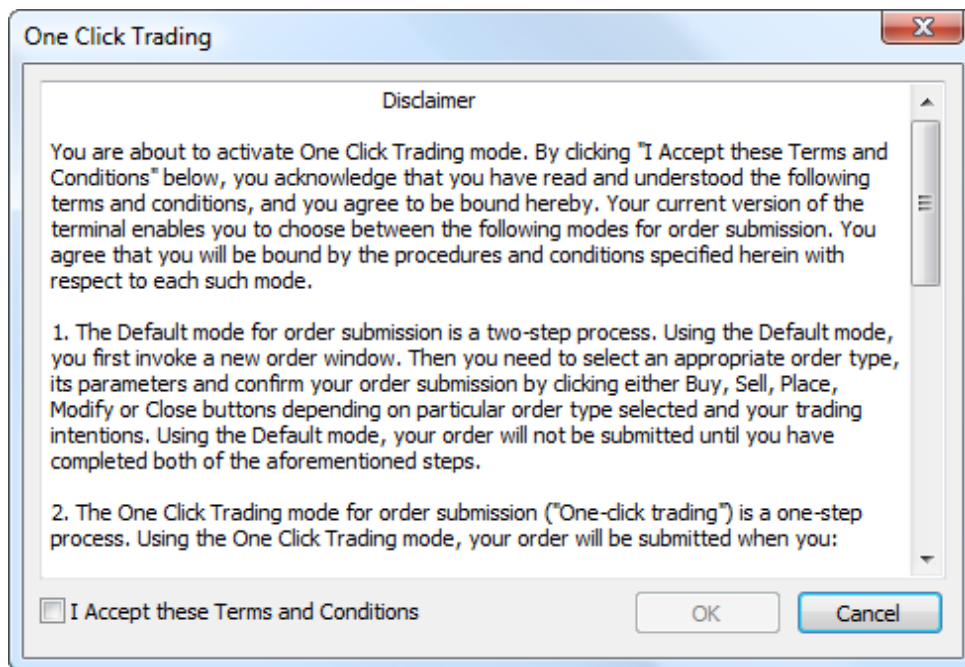 One Click Trading
Disclaimer
You are about to activate One Click Trading mode. By clicking "I Accept these Terms and
Conditions" below, you acknowledge that you have read and understood the following
terms and conditions, and you agree to be bound hereby. Your current version of the
terminal enables you to choose between the following modes for order submission. You
agree that you will be bound by the procedures and conditions specified herein with
respect to each such mode.
1. The Default mode for order submission is a two-step process. Using the Default mode,
you first invoke a new order window. Then you need to select an appropriate order type,
its parameters and confirm your order submission by clicking either Buy, Sell, Place,
Modify or Close buttons depending on particular order type selected and your trading
intentions. Using the Default mode, your order will not be submitted until you have
completed both of the aforementioned steps.
2. The One Click Trading mode for order submission ("One-click trading") is a one-step
process. Using the One Click Trading mode, your order will be submitted when you:
I Accept these Terms and Conditions
OK
Cancel